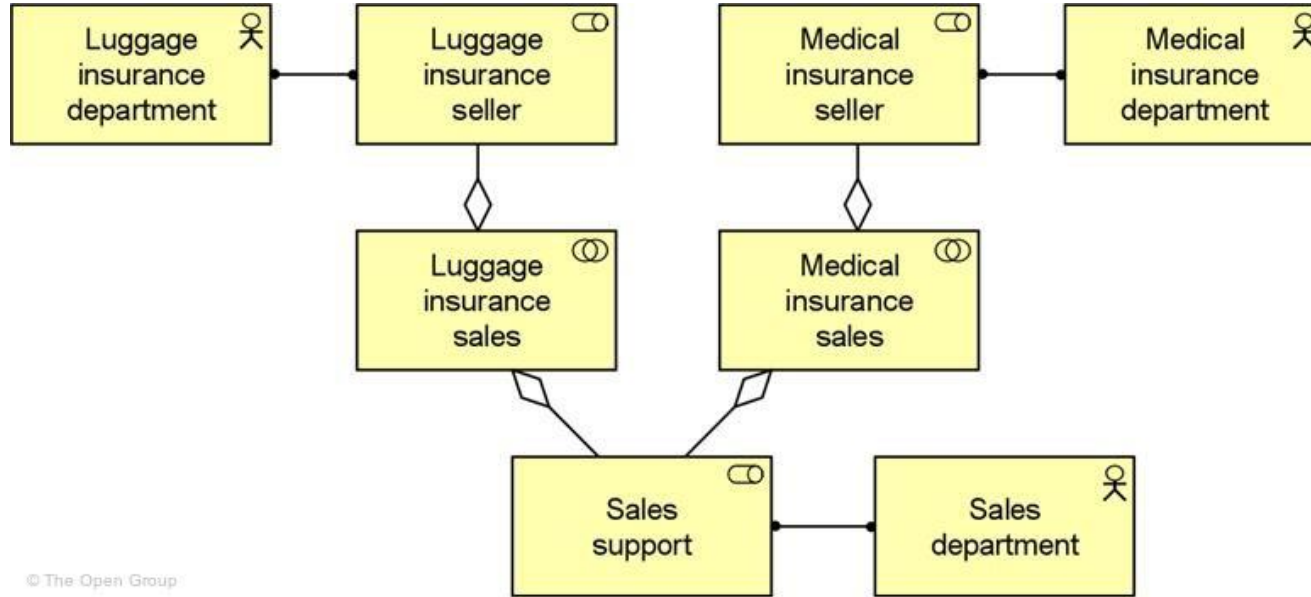 Luggage
insurance
department
Luggage
insurance
seller
Medical
insurance
seller
Medical
insurance
department
Luggage
insurance
sales
Medical
insurance
sales
Sales
support
Sales
department
© The Open Group